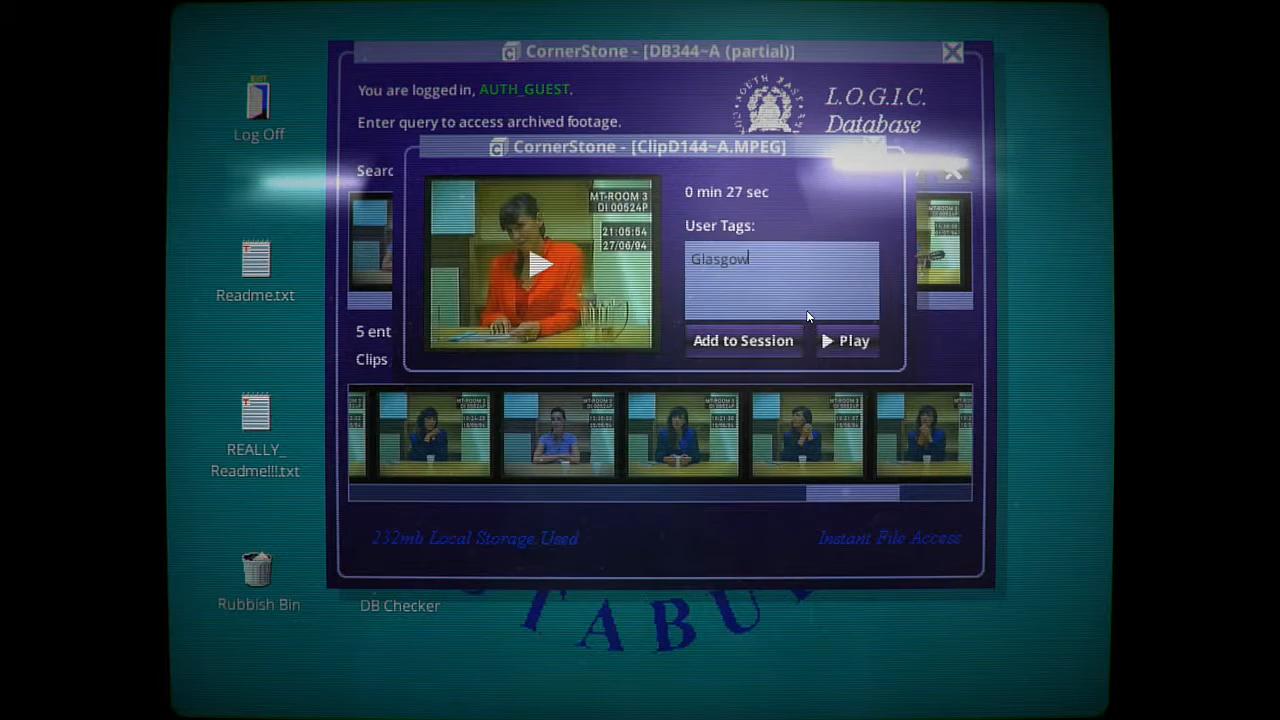 CornerStone - [DB344~A (partial)]
You are logged in, AUTH_GUEST.
Enter query to access archived footage.
SOUTH EAST
L.O.G.I.C.
Database
Log Off
CornerStone - [ClipD144~A.MPEG]
Searc
0 min 27 sec
MT-ROOM 3
DI 00524P
21:05:54
27/06/94
User Tags:
Glasgow
Readme.txt
5 ent
Clips
Add to Session
Play
REALLY_
Readme!!!.txt
232mb Local Storage Used
Instant File Access
Rubbish Bin
DB Checker
TABU